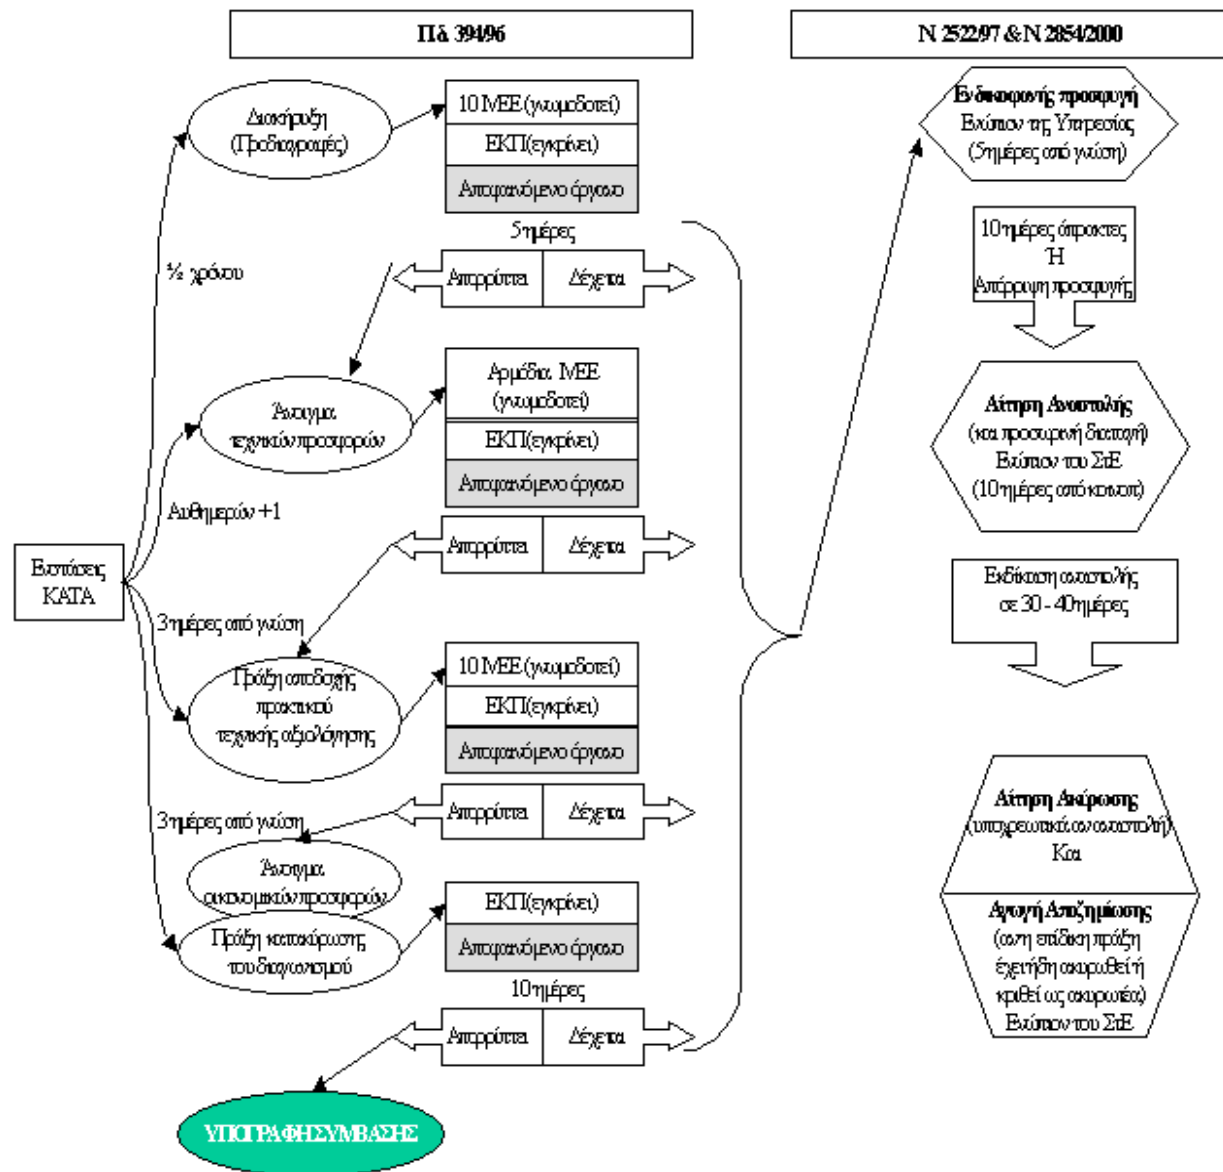 Πδ 394/96
Ν 2522/97 & Ν 2854/2000
Διακήρυξη
(Προδιαγραφές)
10 ΜΕΕ (γνωμοδοτεί)
ΕΚΠ (εγκρίνει)
Αποφαινόμενο όργανο
5 ημέρες
Απορρίπτει
Δέχεται
½ χρόνου
Άνοιγμα
τεχνικών προσφορών
Αρμόδια ΜΕΕ
(γνωμοδοτεί)
ΕΚΠ (εγκρίνει)
Αποφαινόμενο όργανο
Αυθημερόν +1
Απορρίπτει
Δέχεται
Ενστάσεις
ΚΑΤΑ
3 ημέρες από γνώση
Πράξη αποδοχής
πρακτικού
τεχνικής αξιολόγησης
10 ΜΕΕ (γνωμοδοτεί)
ΕΚΠ (εγκρίνει)
Αποφαινόμενο όργανο
3 ημέρες από γνώση
Απορρίπτει
Δέχεται
Άνοιγμα
οικονομικών προσφορών
Πράξη κατακύρωσης
του διαγωνισμού
ΕΚΠ (εγκρίνει)
Αποφαινόμενο όργανο
10 ημέρες
Απορρίπτει
Δέχεται
ΥΠΟΓΡΑΦΗ ΣΥΜΒΑΣΗΣ
Ενδικοφανής προσφυγή
Ενώπιον της Υπηρεσίας
(5 ημέρες από γνώση)
10 ημέρες άπρακτες
Ή
Απόρριψη προσφυγής
Αίτηση Αναστολής
(και προσωρινή διαταγή)
Ενώπιον του ΣτΕ
(10 ημέρες από κοινοπ)
Εκδίκαση αναστολής
σε 30 - 40 ημέρες
Αίτηση Ακύρωσης
(υποχρεωτικά αν αναστολή)
Και
Αγωγή Αποζημίωσης
(αν η επίδικη πράξη
έχει ήδη ακυρωθεί ή
κριθεί ως ακυρωτέα)
Ενώπιον του ΣτΕ